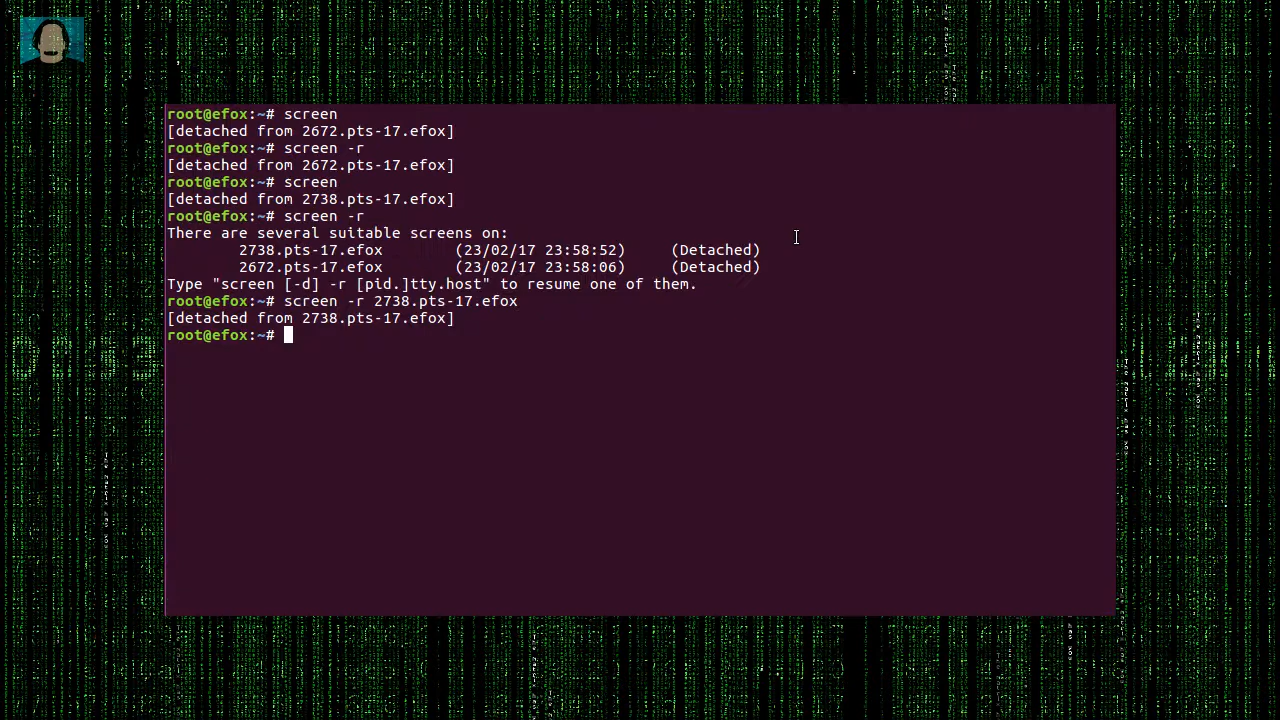 root@efox:~# screen
[detached from 2672.pts-17.efox]
root@efox:~# screen -r
[detached from 2672.pts-17.efox]
root@efox:~# screen
[detached from 2738.pts-17.efox]
root@efox:~# screen -r
There are several suitable screens on:
        2738.pts-17.efox        (23/02/17 23:58:52)     (Detached)
        2672.pts-17.efox        (23/02/17 23:58:06)     (Detached)
Type "screen [-d] -r [pid.]tty.host" to resume one of them.
root@efox:~# screen -r 2738.pts-17.efox
[detached from 2738.pts-17.efox]
root@efox:~#